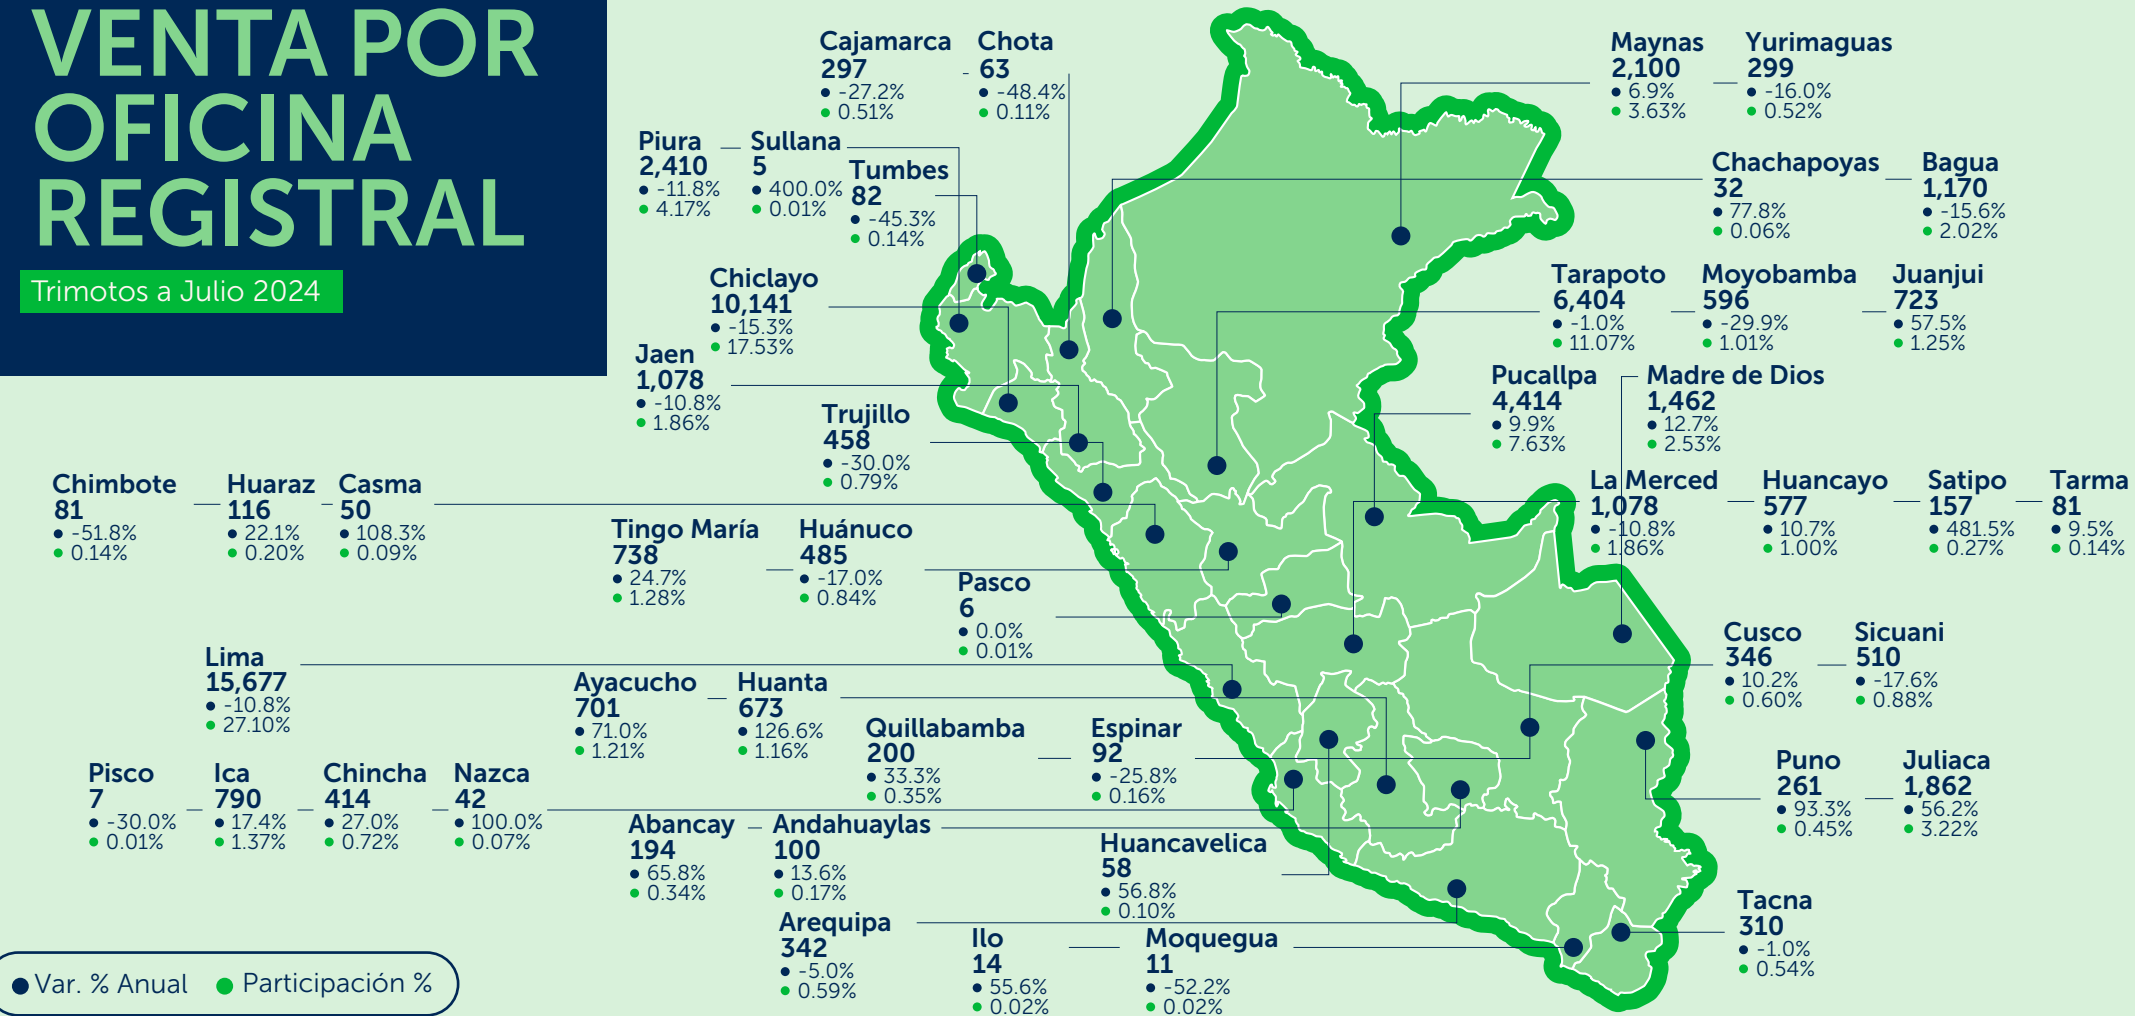 VENTA POR
OFICINA
REGISTRAL
Trimotos a Julio 2024
Cajamarca
297
-27.2%
0.51%
Chota
63
-48.4%
0.11%
Maynas
2,100
6.9%
3.63%
Yurimaguas
299
-16.0%
0.52%
Piura
2,410
-11.8%
4.17%
Sullana
5
400.0%
0.01%
Tumbes
82
-45.3%
0.14%
Chachapoyas
32
77.8%
0.06%
Bagua
1,170
-15.6%
2.02%
Chiclayo
10,141
-15.3%
17.53%
Tarapoto
6,404
-1.0%
11.07%
Moyobamba
596
-29.9%
1.01%
Juanjui
723
57.5%
1.25%
Jaen
1,078
-10.8%
1.86%
Trujillo
458
-30.0%
0.79%
Pucallpa
4,414
9.9%
7.63%
Madre de Dios
1,462
12.7%
2.53%
Chimbote
81
-51.8%
0.14%
Huaraz
116
22.1%
0.20%
Casma
50
108.3%
0.09%
La Merced
1,078
-10.8%
1.86%
Huancayo
577
10.7%
1.00%
Satipo
157
481.5%
0.27%
Tarma
81
9.5%
0.14%
Tingo María
738
24.7%
1.28%
Huánuco
485
-17.0%
0.84%
Pasco
6
0.0%
0.01%
Lima
15,677
-10.8%
27.10%
Ayacucho
701
71.0%
1.21%
Huanta
673
126.6%
1.16%
Cusco
346
10.2%
0.60%
Sicuani
510
-17.6%
0.88%
Quillabamba
200
33.3%
0.35%
Espinar
92
-25.8%
0.16%
Pisco
7
-30.0%
0.01%
Ica
790
17.4%
1.37%
Chincha
414
27.0%
0.72%
Nazca
42
100.0%
0.07%
Puno
261
93.3%
0.45%
Juliaca
1,862
56.2%
3.22%
Abancay
194
65.8%
0.34%
Andahuaylas
100
13.6%
0.17%
Huancavelica
58
56.8%
0.10%
Arequipa
342
-5.0%
0.59%
Ilo
14
55.6%
0.02%
Moquegua
11
-52.2%
0.02%
Tacna
310
-1.0%
0.54%
Var. % Anual
Participación %